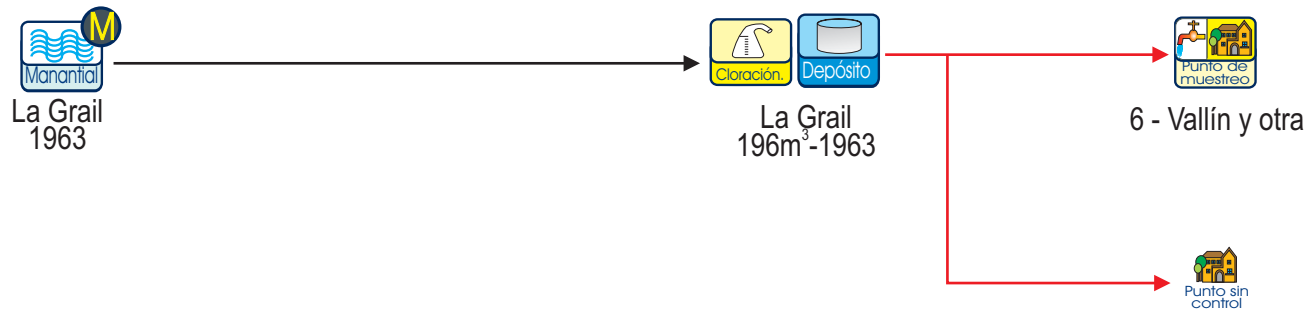 M
Manantial
La Grail
1963
Cloración.
Depósito
La Grail
196m³-1963
Punto de
muestreo
6 - Vallín y otra
Punto sin
control